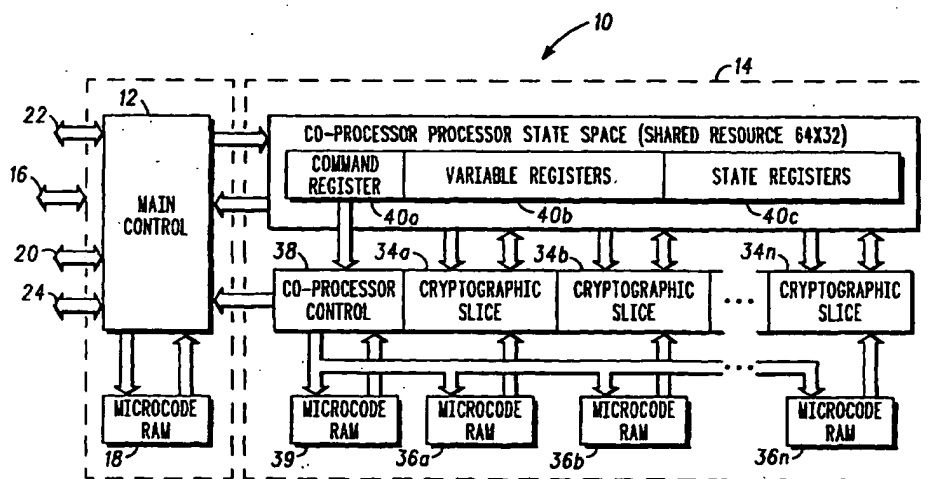 10
14
12
22
CO-PROCESSOR PROCESSOR STATE SPACE (SHARED RESOURCE 64X32)
COMMAND
REGISTER
VARIABLE REGISTERS.
STATE REGISTERS
16
MAIN
CONTROL
40a
40b
40c
20
38
34a
34b
34n
24
CO-PROCESSOR
CONTROL
CRYPTOGRAPHIC
SLICE
CRYPTOGRAPHIC
SLICE
...
CRYPTOGRAPHIC
SLICE
...
MICROCODE
RAM
MICROCODE
RAM
MICROCODE
RAM
MICROCODE
RAM
MICROCODE
RAM
18
39
36a
36b
36n